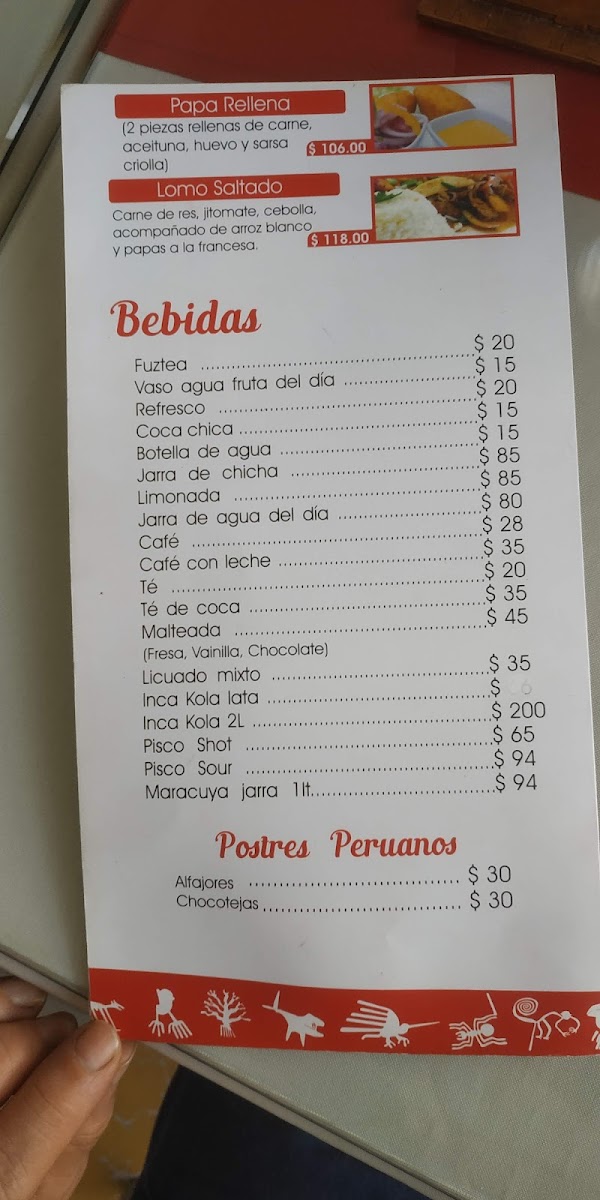 Papa Rellena
(2 piezas rellenas de carne,
aceituna, huevo y sarsa
criolla)
$ 106.00
Lomo Saltado
Carne de res, jitomate, cebolla,
acompañado de arroz blanco
y papas a la francesa.
$ 118.00
Bebidas
Fuztea $ 20
Vaso agua fruta del día $ 15
Refresco $ 20
Coca chica $ 15
Botella de agua $ 15
Jarra de chicha $ 85
Limonada $ 85
Jarra de agua del día $ 80
Café $ 28
Café con leche $ 35
Té $ 20
Té de coca $ 35
Malteada $ 45
(Fresa, Vainilla, Chocolate)
Licuado mixto $ 35
Inca Kola lata $
Inca Kola 2L $ 200
Pisco Shot $ 65
Pisco Sour $ 94
Maracuya jarra 1lt. $ 94
Postres Peruanos
Alfajores $ 30
Chocotejas $ 30